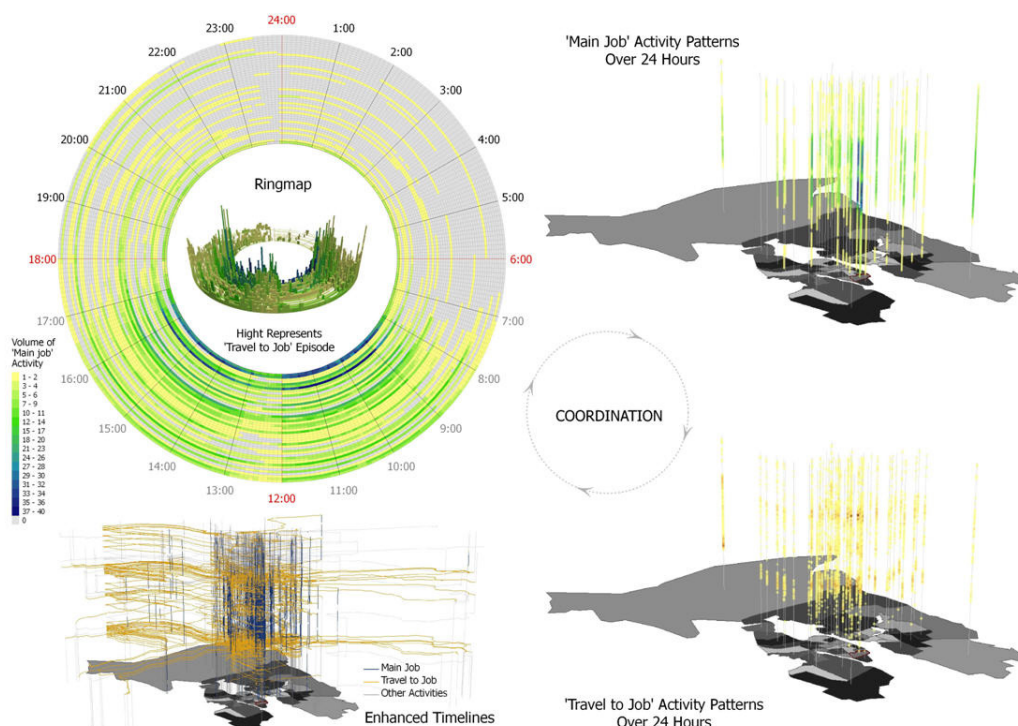 24:00
1:00
2:00
3:00
4:00
5:00
6:00
7:00
8:00
9:00
10:00
11:00
12:00
13:00
14:00
15:00
16:00
17:00
18:00
19:00
20:00
21:00
22:00
23:00
Ringmap
Hight Represents
'Travel to Job' Episode
Volume of
'Main job'
Activity
1 - 2
3 - 4
5 - 6
7 - 9
10 - 11
12 - 14
15 - 17
18 - 20
21 - 23
24 - 26
27 - 28
29 - 30
31 - 32
33 - 34
35 - 36
37 - 40
0
'Main Job' Activity Patterns
Over 24 Hours
COORDINATION
Main Job
Travel to Job
Other Activities
Enhanced Timelines
'Travel to Job' Activity Patterns
Over 24 Hours